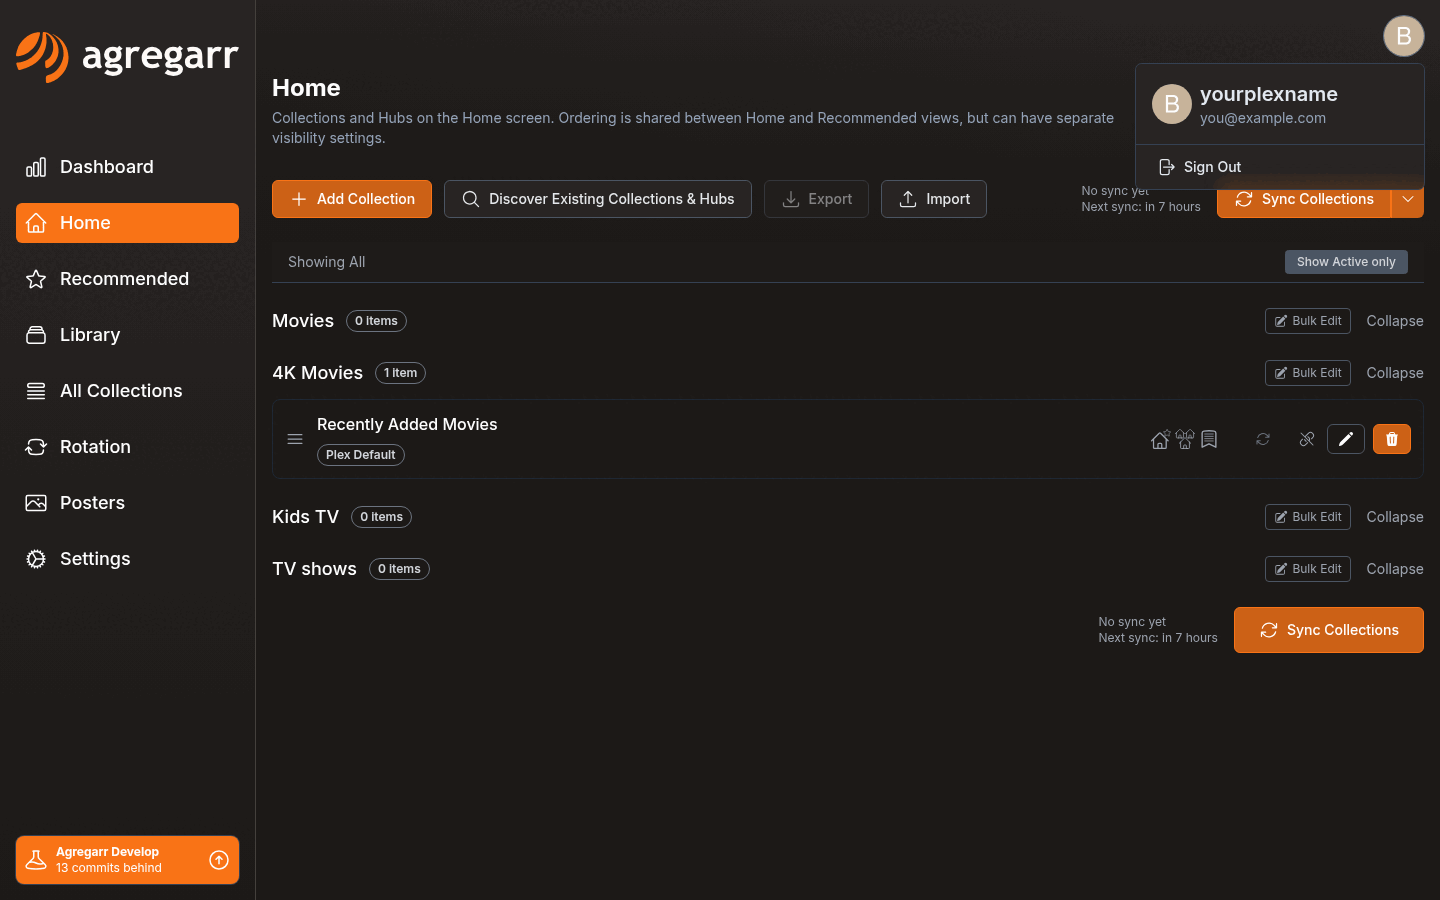 agregarr
Dashboard
Home
Recommended
Library
All Collections
Rotation
Posters
Settings
Agregarr Develop
13 commits behind
B
B
yourplexname
you@example.com
Sign Out
Home
Collections and Hubs on the Home screen. Ordering is shared between Home and Recommended views, but can have separate
visibility settings.
Add Collection
Discover Existing Collections & Hubs
Export
Import
No sync yet
Next sync: in 7 hours
Sync Collections
Showing All
Show Active only
Movies
0 items
Bulk Edit
Collapse
4K Movies
1 item
Bulk Edit
Collapse
Recently Added Movies
Plex Default
Kids TV
0 items
Bulk Edit
Collapse
TV shows
0 items
Bulk Edit
Collapse
No sync yet
Next sync: in 7 hours
Sync Collections